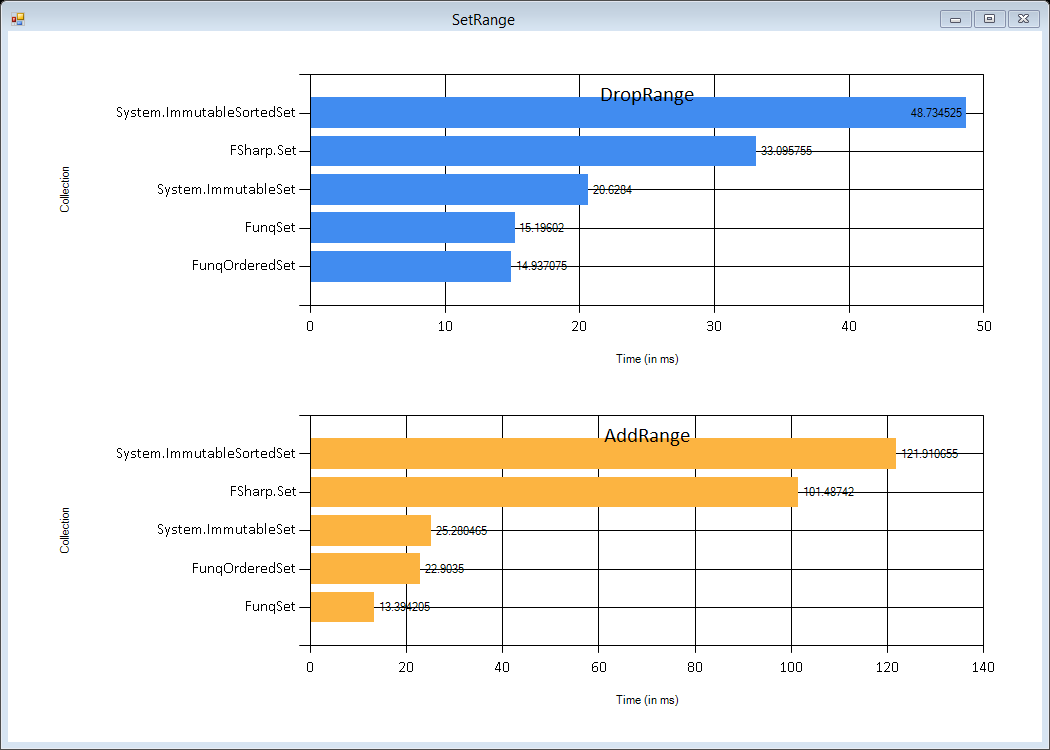 SetRange
DropRange
System.ImmutableSortedSet
48.734525
FSharp.Set
33.095755
Collection
System.ImmutableSet
20.6284
FunqSet
15.19602
FunqOrderedSet
14.937075
0 10 20 30 40 50
Time (in ms)
AddRange
System.ImmutableSortedSet
121.910655
FSharp.Set
101.48742
Collection
System.ImmutableSet
25.280465
FunqOrderedSet
22.9035
FunqSet
13.394205
0 20 40 60 80 100 120 140
Time (in ms)